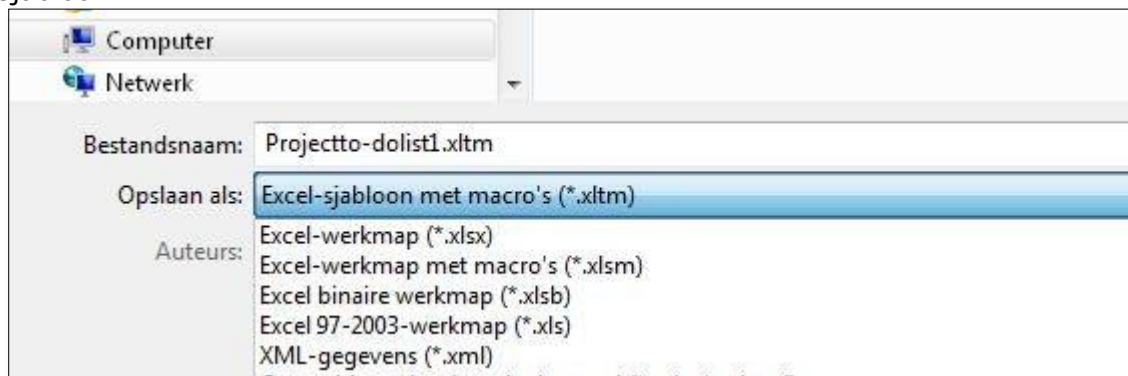 Computer
Netwerk
Bestandsnaam: Projectto-dolist1.xltm
Opslaan als: Excel-sjabloon met macro's (*.xltm)
Auteurs:
Excel-werkmap (*.xlsx)
Excel-werkmap met macro's (*.xlsm)
Excel binaire werkmap (*.xlsb)
Excel 97-2003-werkmap (*.xls)
XML-gegevens (*.xml)